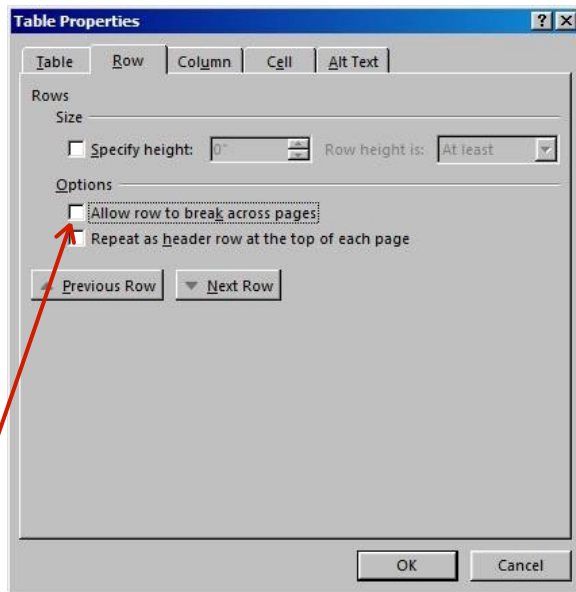 Table Properties
Table Row Column Cell Alt Text
Rows
Size
Specify height: 0" Row height is: At least
Options
Allow row to break across pages
Repeat as header row at the top of each page
Previous Row Next Row
OK Cancel